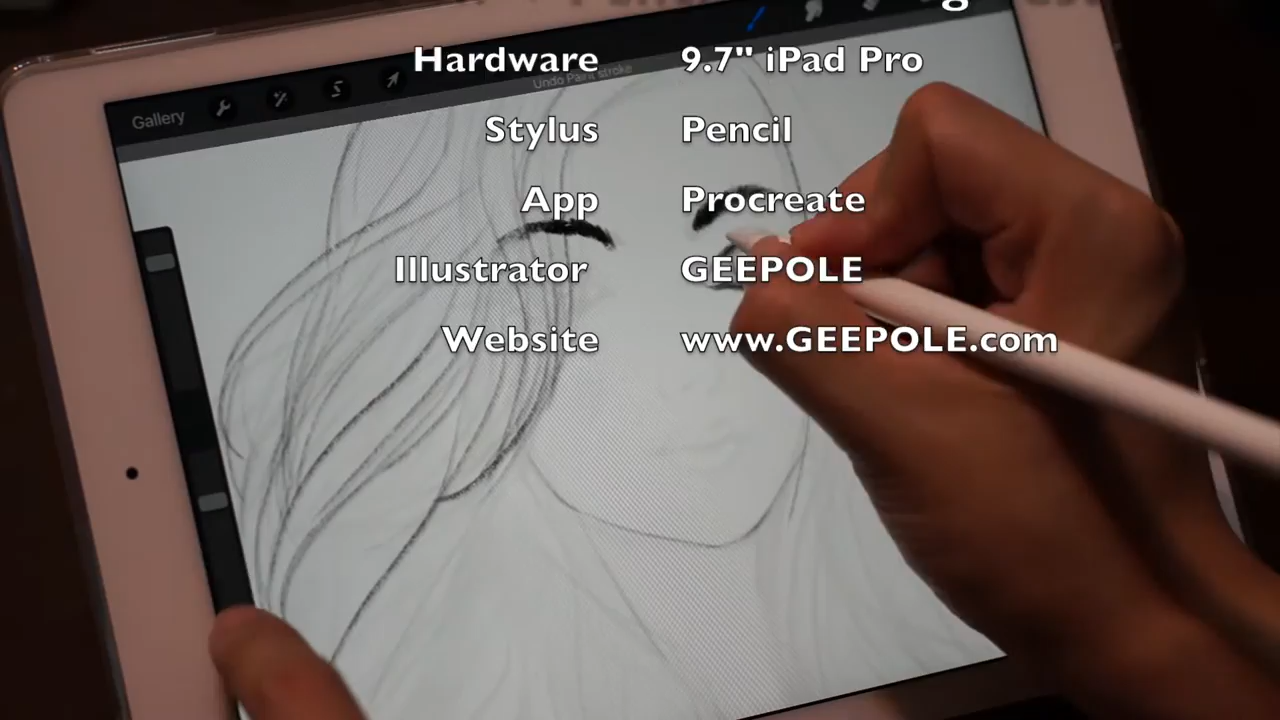 Hardware 9.7" iPad Pro
Undo Paint stroke
Gallery
Stylus Pencil
App Procreate
Illustrator GEEPOLE
Website www.GEEPOLE.com